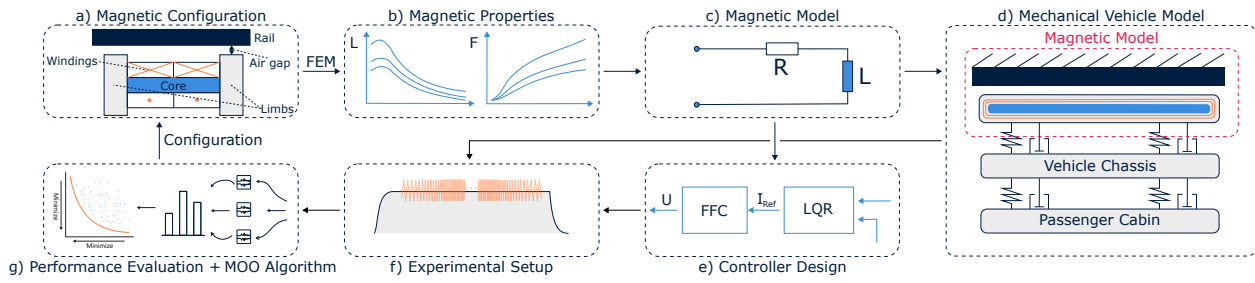 a) Magnetic Configuration
Rail
Windings
Air gap
Core
Limbs
FEM
b) Magnetic Properties
L
F
c) Magnetic Model
R
L
d) Mechanical Vehicle Model
Magnetic Model
Vehicle Chassis
Passenger Cabin
Configuration
Minimize
Minimize
g) Performance Evaluation + MOO Algorithm
f) Experimental Setup
U
FFC
I_Ref
LQR
e) Controller Design